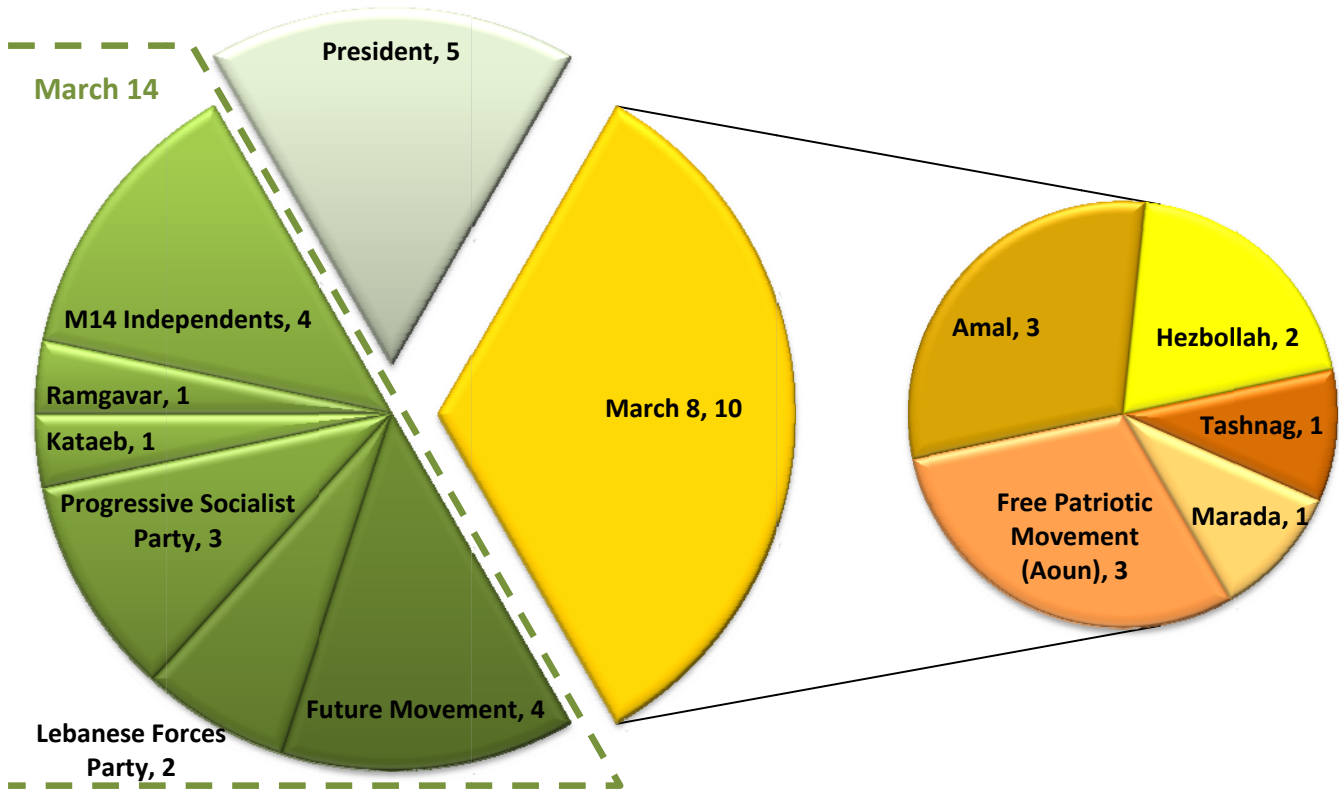 President, 5
March 14
M14 Independents, 4
Ramgavar, 1
Kataeb, 1
Progressive Socialist
Party, 3
Lebanese Forces
Party, 2
Future Movement, 4
March 8, 10
Amal, 3
Hezbollah, 2
Tashnag, 1
Marada, 1
Free Patriotic
Movement
(Aoun), 3